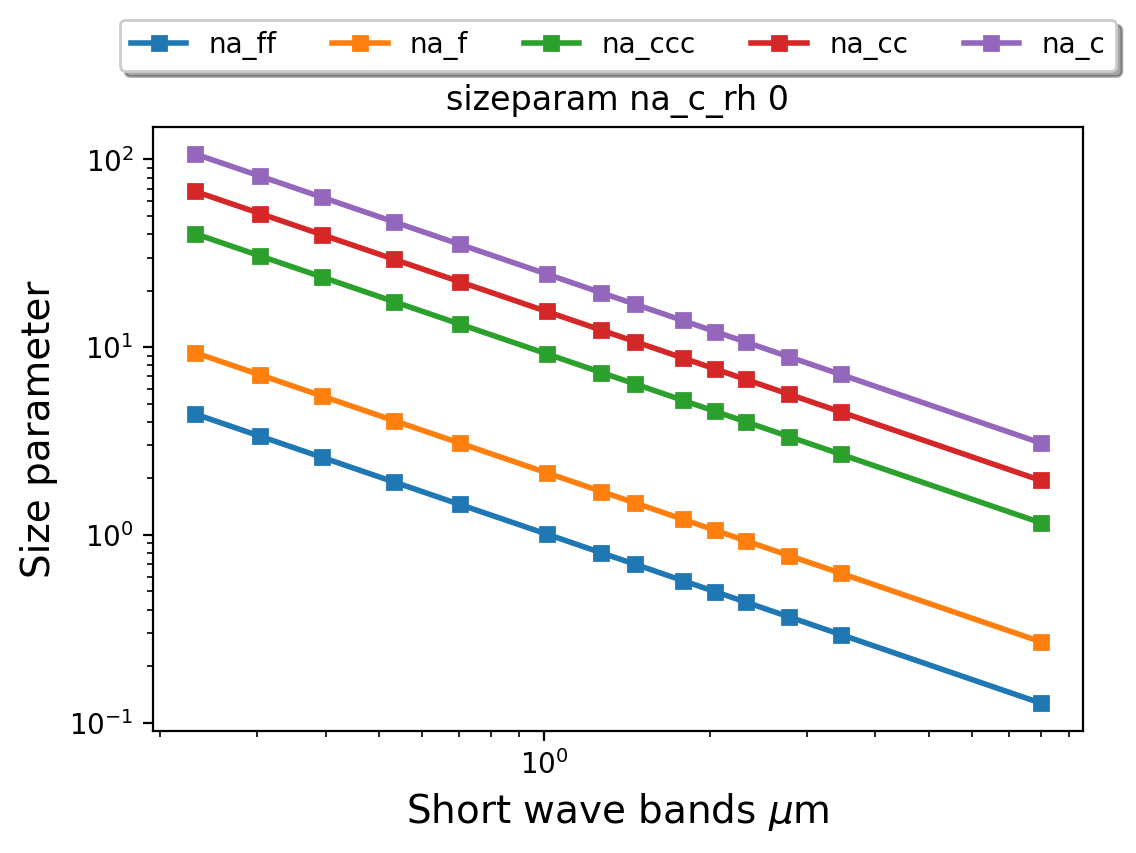 na_ff na_f na_ccc na_cc na_c
sizeparam na_c_rh 0
10²
10¹
10⁰
10⁻¹
Size parameter
10⁰
Short wave bands μm